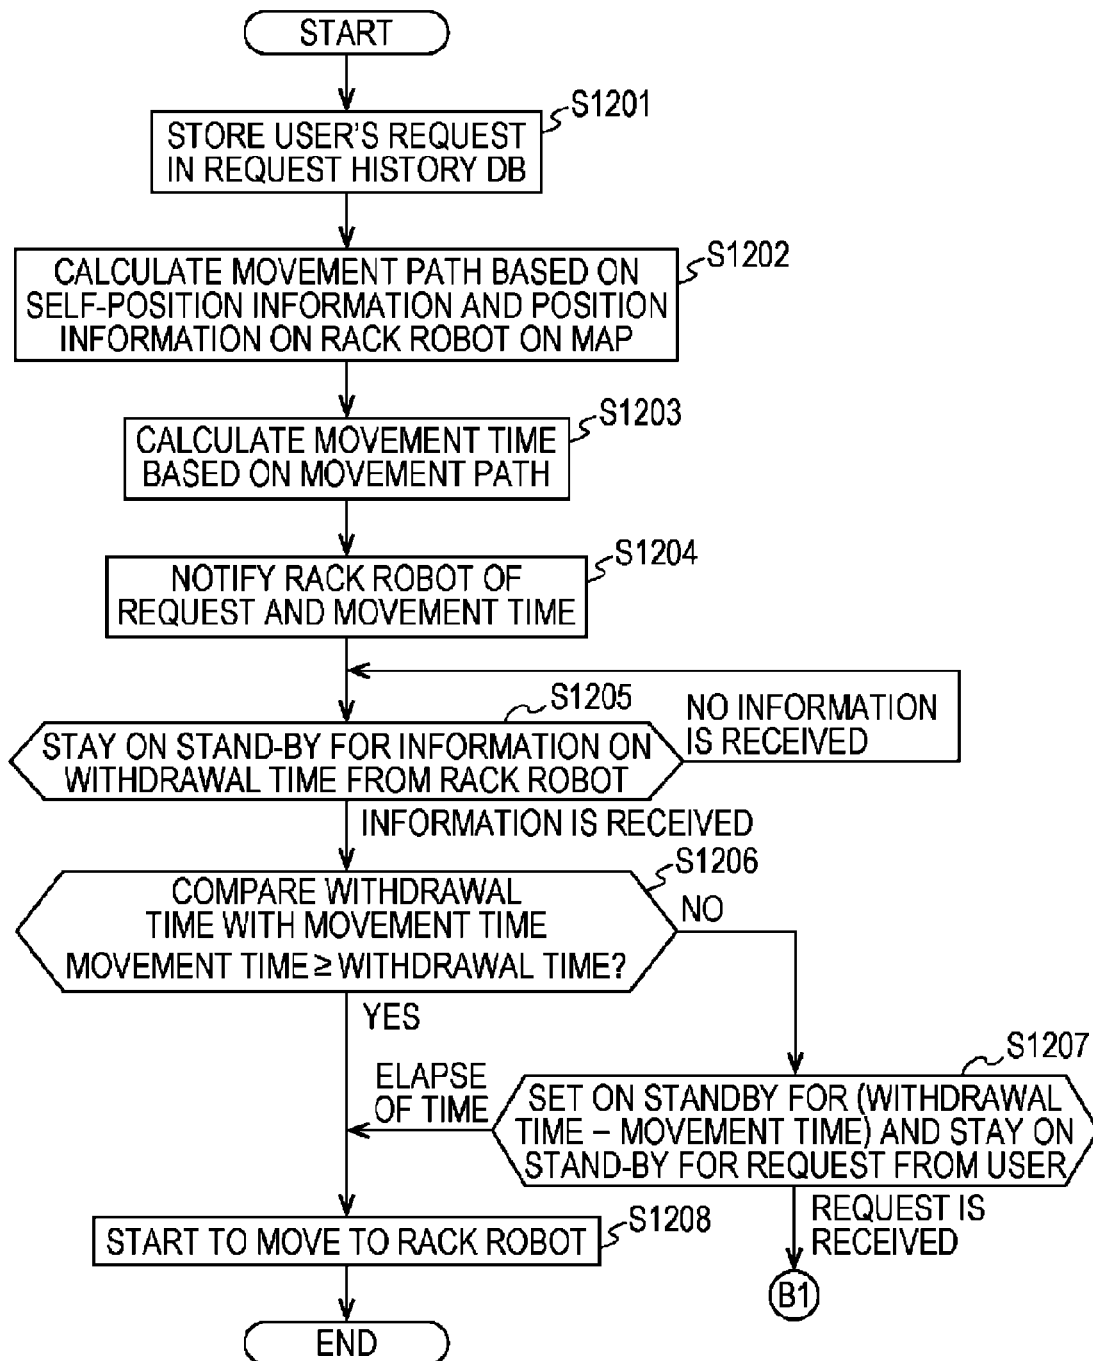 START
S1201
STORE USER'S REQUEST
IN REQUEST HISTORY DB
S1202
CALCULATE MOVEMENT PATH BASED ON
SELF-POSITION INFORMATION AND POSITION
INFORMATION ON RACK ROBOT ON MAP
S1203
CALCULATE MOVEMENT TIME
BASED ON MOVEMENT PATH
S1204
NOTIFY RACK ROBOT OF
REQUEST AND MOVEMENT TIME
S1205
STAY ON STAND-BY FOR INFORMATION ON
WITHDRAWAL TIME FROM RACK ROBOT
NO INFORMATION
IS RECEIVED
INFORMATION IS RECEIVED
S1206
COMPARE WITHDRAWAL
TIME WITH MOVEMENT TIME
MOVEMENT TIME ≥ WITHDRAWAL TIME?
NO
YES
S1207
SET ON STANDBY FOR (WITHDRAWAL
TIME – MOVEMENT TIME) AND STAY ON
STAND-BY FOR REQUEST FROM USER
ELAPSE
OF TIME
REQUEST IS
RECEIVED
B1
S1208
START TO MOVE TO RACK ROBOT
END